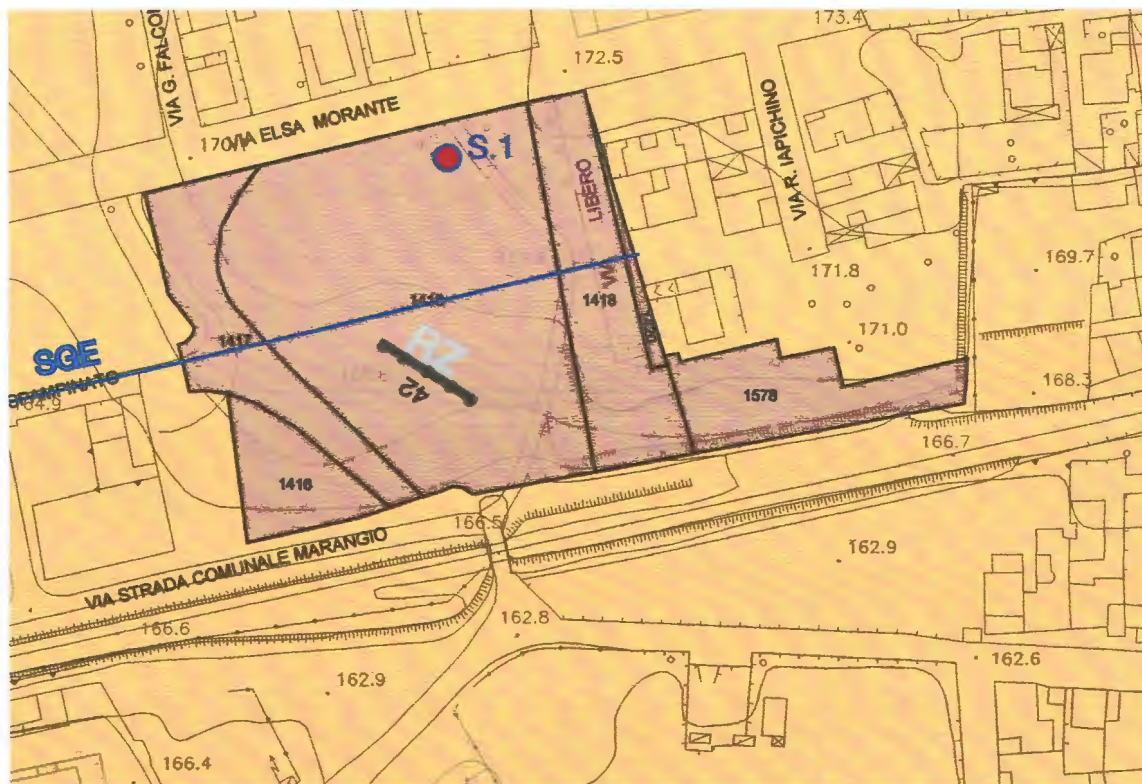 173.4
VIA G. FALCO
172.5
VIA ELSA MORANTE
170
S.1
LIBERO
VIA R. IAPICHINO
169.7
171.8
1418
1417
171.0
SGE
RZ
42
168.3
164.9
1578
166.7
1416
166.5
162.9
VIA STRADA COMUNALE MARANGIO
166.6
162.8
162.6
162.9
166.4